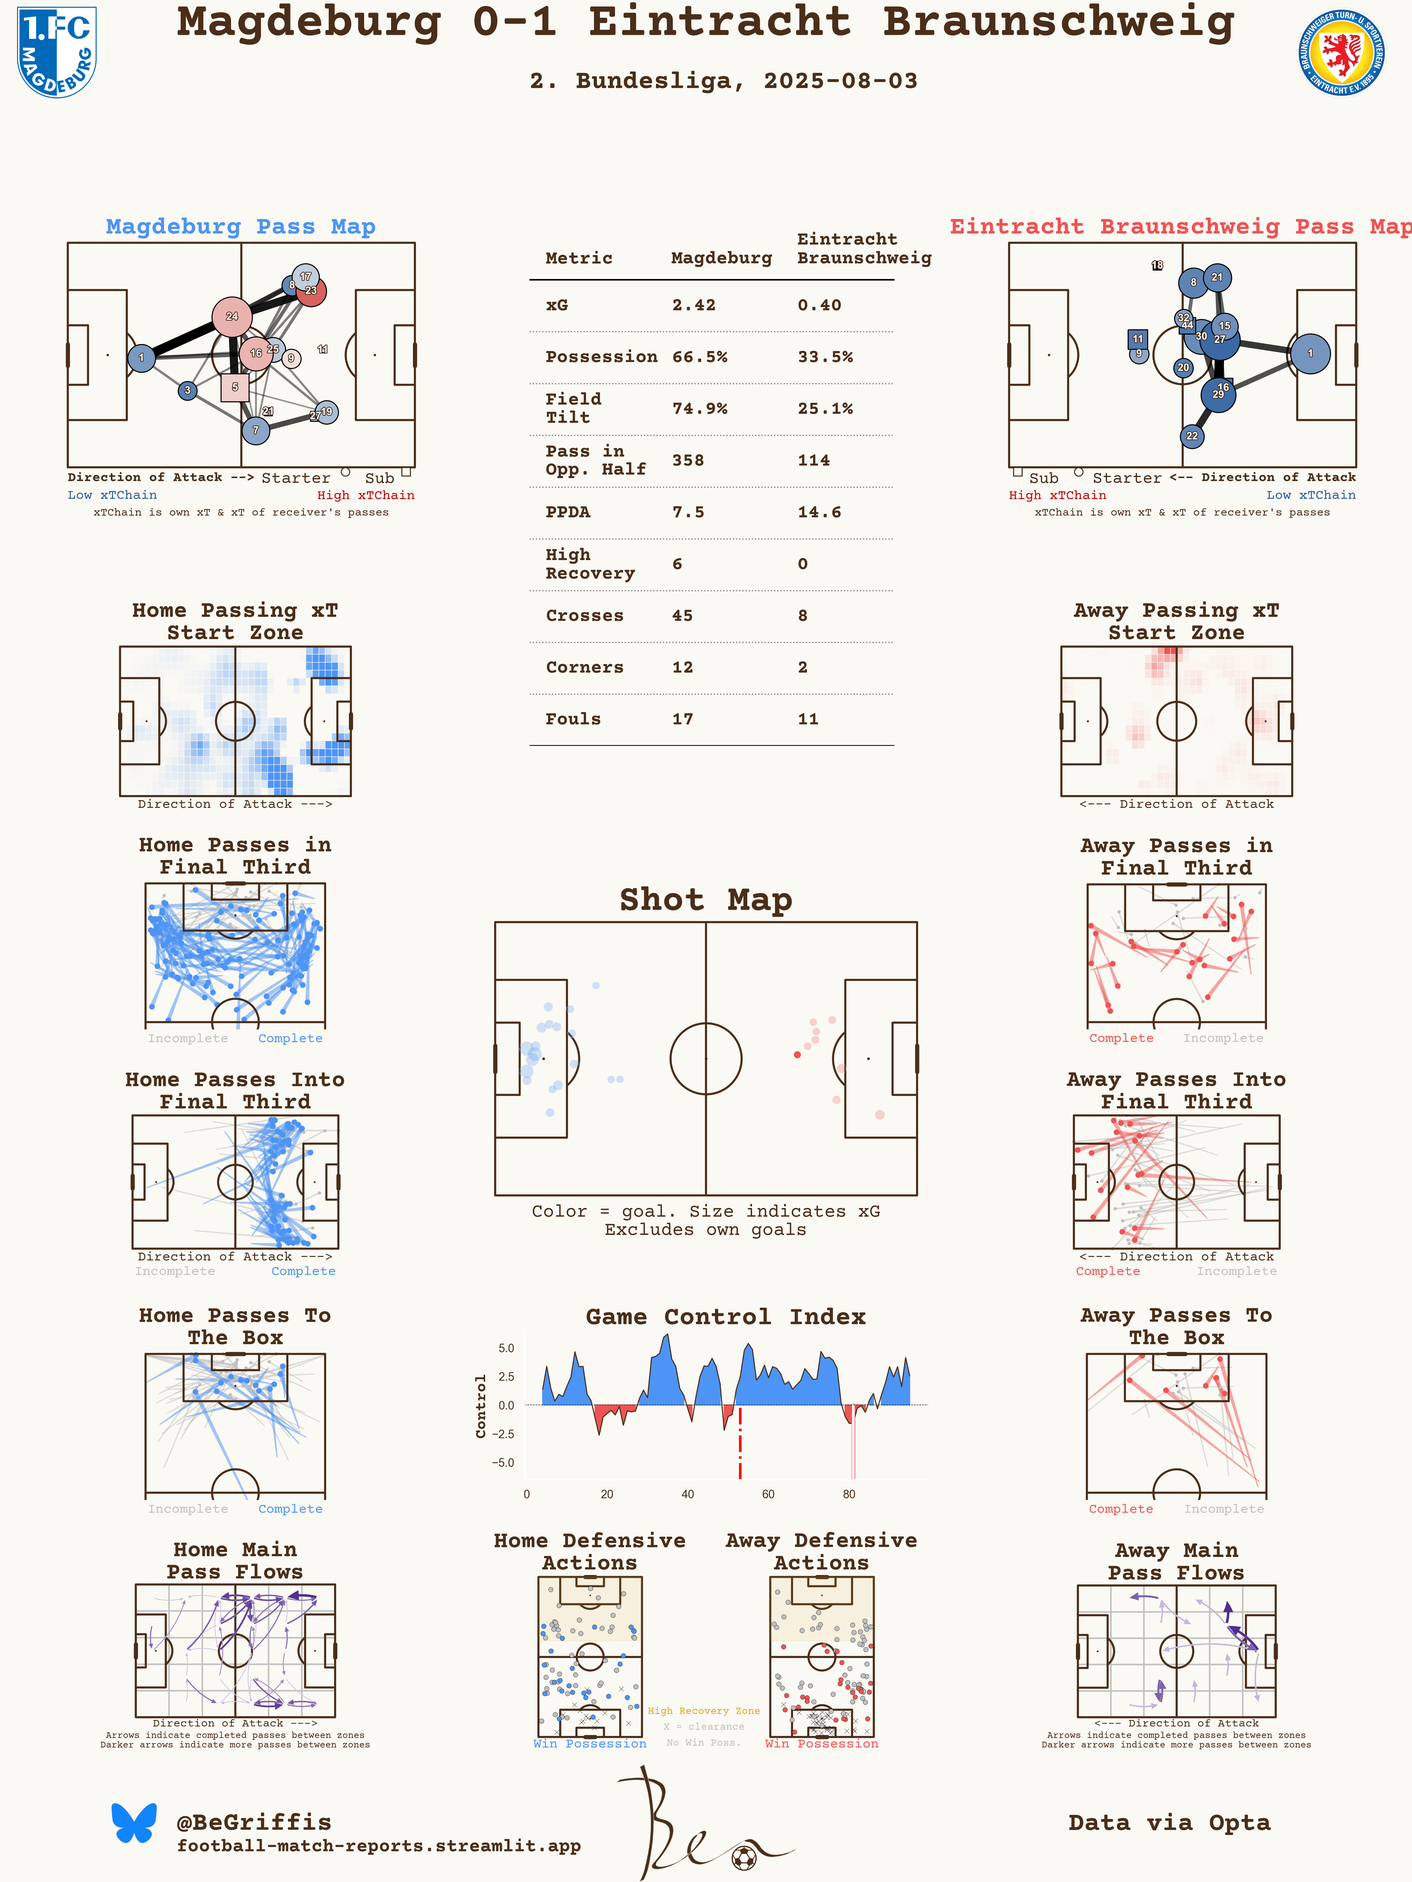 Magdeburg 0-1 Eintracht Braunschweig
2. Bundesliga, 2025-08-03
1.FC
MAGDEBURG
BRAUNSCHWEIGER TURN- U. SPORTVEREIN
EINTRACHT E.V. 1895
Magdeburg Pass Map
17
8
23
24
16
25
9
11
1
3
5
21
27
19
7
Direction of Attack --> Starter Sub
Low xTChain High xTChain
xTChain is own xT & xT of receiver's passes
Metric Magdeburg Eintracht Braunschweig
xG 2.42 0.40
Possession 66.5% 33.5%
Field Tilt 74.9% 25.1%
Pass in Opp. Half 358 114
PPDA 7.5 14.6
High Recovery 6 0
Crosses 45 8
Corners 12 2
Fouls 17 11
Eintracht Braunschweig Pass Map
18
8
21
32
44
30
15
27
11
9
20
1
16
29
22
Sub Starter <-- Direction of Attack
High xTChain Low xTChain
xTChain is own xT & xT of receiver's passes
Home Passing xT
Start Zone
Direction of Attack --->
Away Passing xT
Start Zone
<--- Direction of Attack
Home Passes in
Final Third
Incomplete Complete
Away Passes in
Final Third
Complete Incomplete
Shot Map
Color = goal. Size indicates xG
Excludes own goals
Home Passes Into
Final Third
Direction of Attack --->
Incomplete Complete
Away Passes Into
Final Third
<--- Direction of Attack
Complete Incomplete
Home Passes To
The Box
Incomplete Complete
Game Control Index
Control
5.0
2.5
0.0
−2.5
−5.0
0 20 40 60 80
Away Passes To
The Box
Complete Incomplete
Home Main
Pass Flows
Direction of Attack --->
Arrows indicate completed passes between zones
Darker arrows indicate more passes between zones
Home Defensive
Actions
Win Possession
Away Defensive
Actions
Win Possession
High Recovery Zone
X = clearance
No Win Poss.
Away Main
Pass Flows
<--- Direction of Attack
Arrows indicate completed passes between zones
Darker arrows indicate more passes between zones
@BeGriffis
football-match-reports.streamlit.app
Ben
Data via Opta